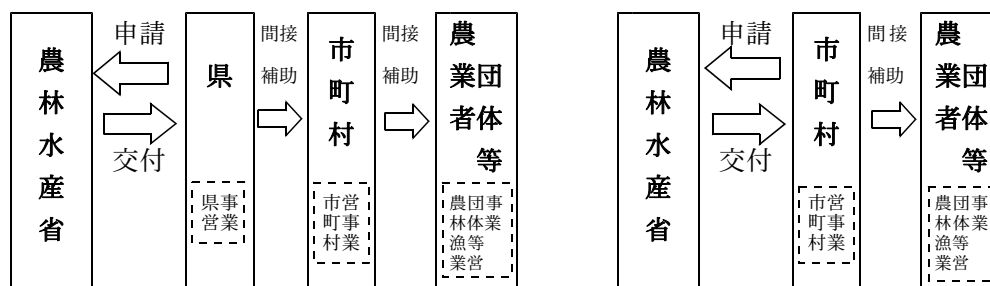 農林水産省
申請
交付
県
県営事業
間接
補助
市町村
市町村営事業
間接
補助
農業者団体等
農林漁業団体等営事業
農林水産省
申請
交付
市町村
市町村営事業
間接
補助
農業者団体等
農林漁業団体等営事業